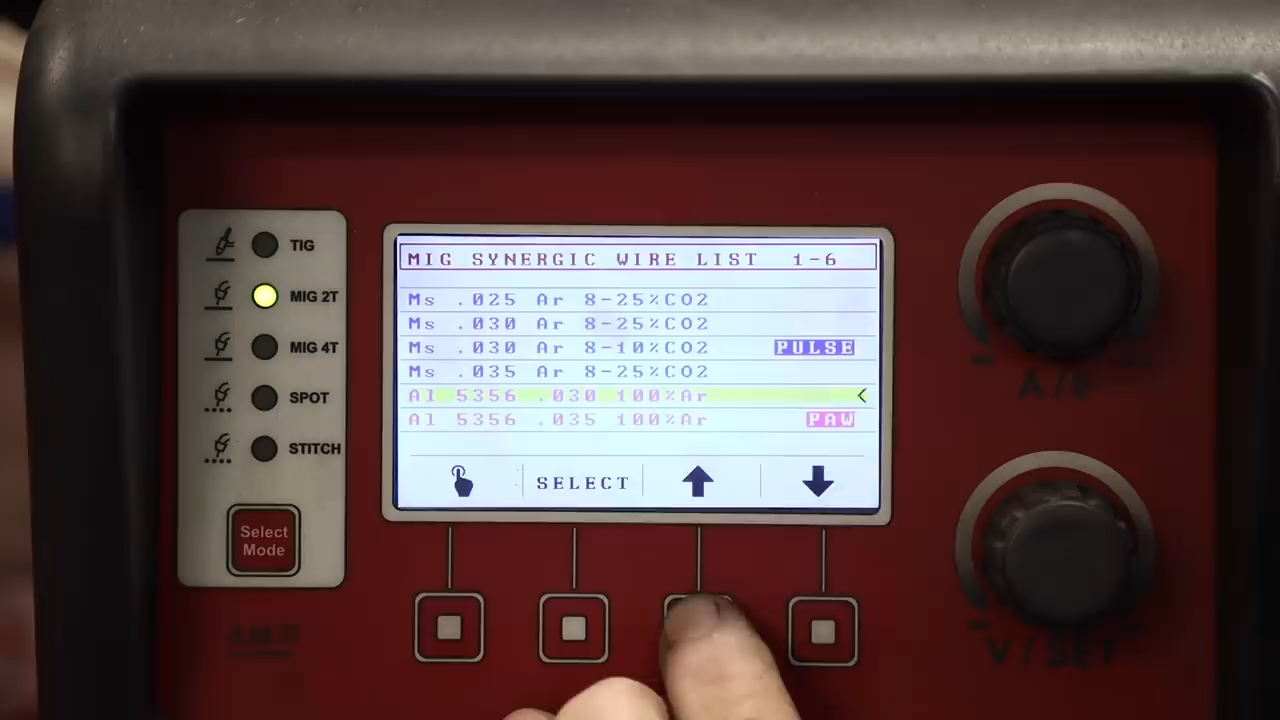 TIG
MIG 2T
MIG 4T
SPOT
STITCH
Select
Mode
MIG SYNERGIC WIRE LIST 1-6
Ms .025 Ar 8-25%CO2
Ms .030 Ar 8-25%CO2
Ms .030 Ar 8-10%CO2 PULSE
Ms .035 Ar 8-25%CO2
Al 5356 .030 100%Ar <
Al 5356 .035 100%Ar PAW
SELECT
V / SET